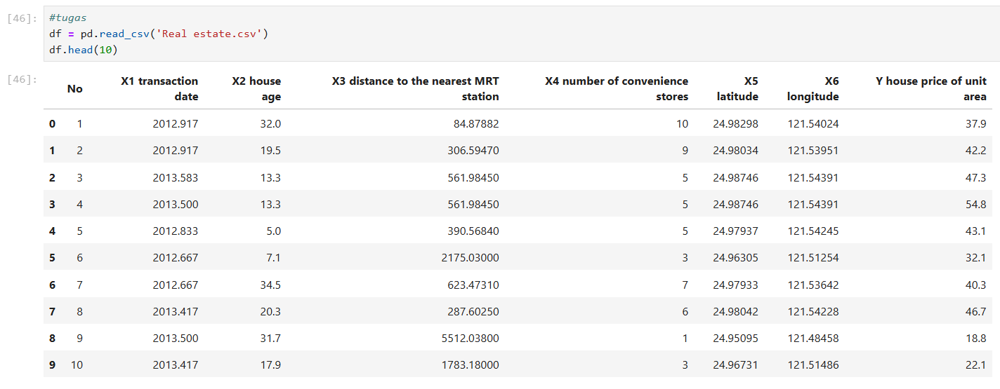 [46]: #tugas
df = pd.read_csv('Real estate.csv')
df.head(10)
[46]:
No X1 transaction date X2 house age X3 distance to the nearest MRT station X4 number of convenience stores X5 latitude X6 longitude Y house price of unit area
0 1 2012.917 32.0 84.87882 10 24.98298 121.54024 37.9
1 2 2012.917 19.5 306.59470 9 24.98034 121.53951 42.2
2 3 2013.583 13.3 561.98450 5 24.98746 121.54391 47.3
3 4 2013.500 13.3 561.98450 5 24.98746 121.54391 54.8
4 5 2012.833 5.0 390.56840 5 24.97937 121.54245 43.1
5 6 2012.667 7.1 2175.03000 3 24.96305 121.51254 32.1
6 7 2012.667 34.5 623.47310 7 24.97933 121.53642 40.3
7 8 2013.417 20.3 287.60250 6 24.98042 121.54228 46.7
8 9 2013.500 31.7 5512.03800 1 24.95095 121.48458 18.8
9 10 2013.417 17.9 1783.18000 3 24.96731 121.51486 22.1